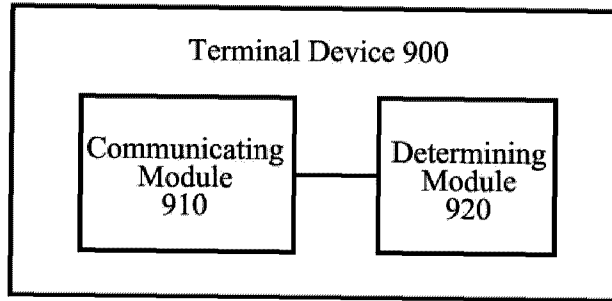 Terminal Device 900
Communicating
Module
910
Determining
Module
920